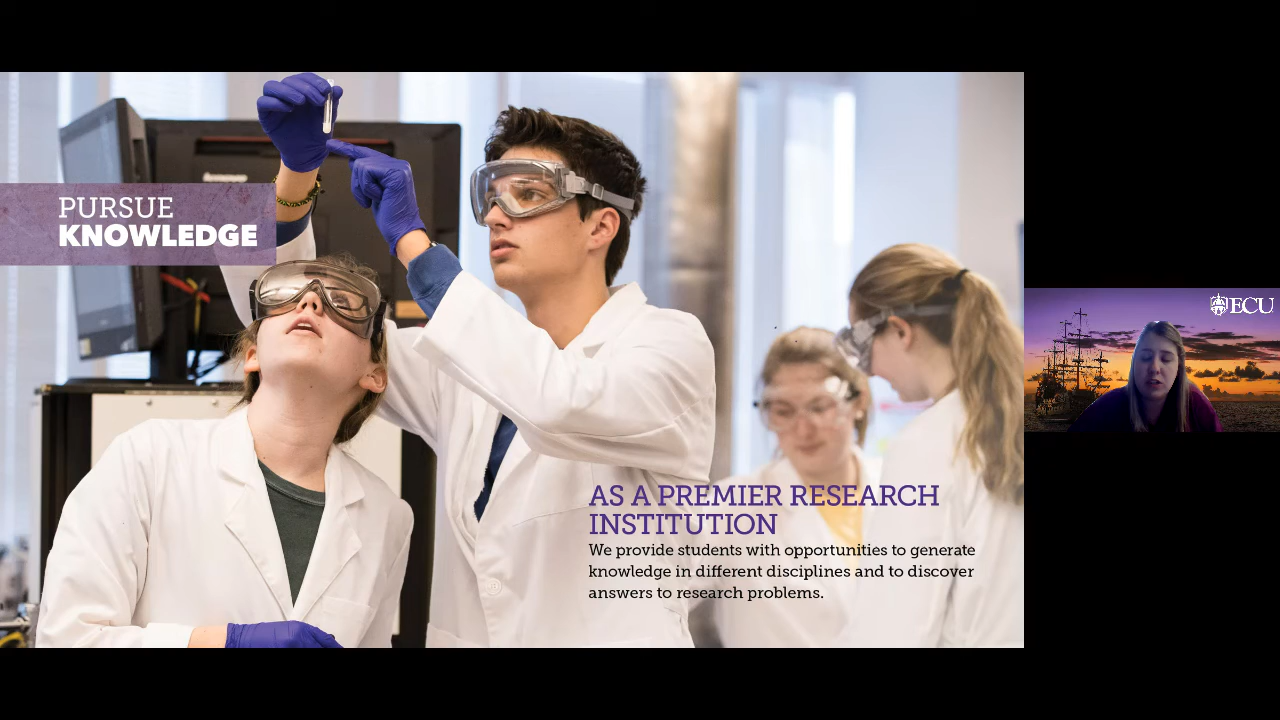 PURSUE
KNOWLEDGE
AS A PREMIER RESEARCH
INSTITUTION
We provide students with opportunities to generate
knowledge in different disciplines and to discover
answers to research problems.
ECU